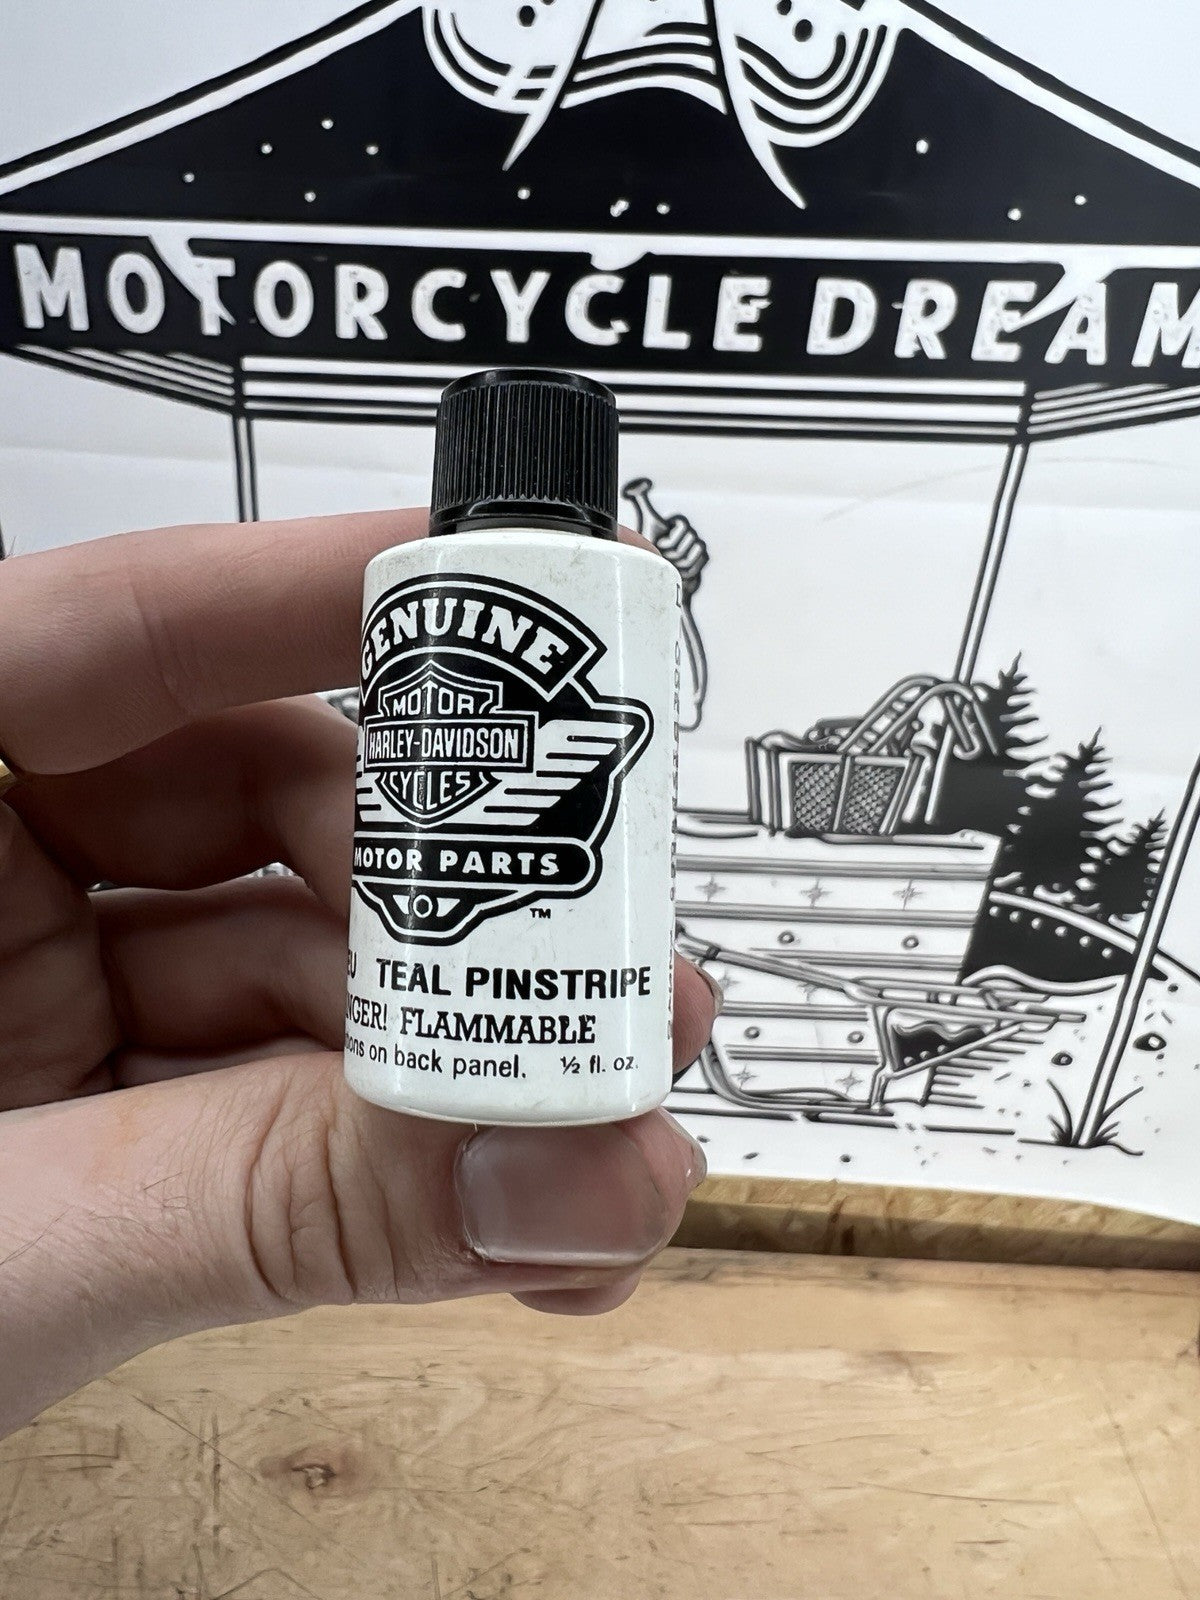 MOTORCYCLE DREAM
GENUINE
MOTOR
HARLEY-DAVIDSON
CYCLES
MOTOR PARTS
TM
TEAL PINSTRIPE
FLAMMABLE
on back panel. ½ fl. oz.